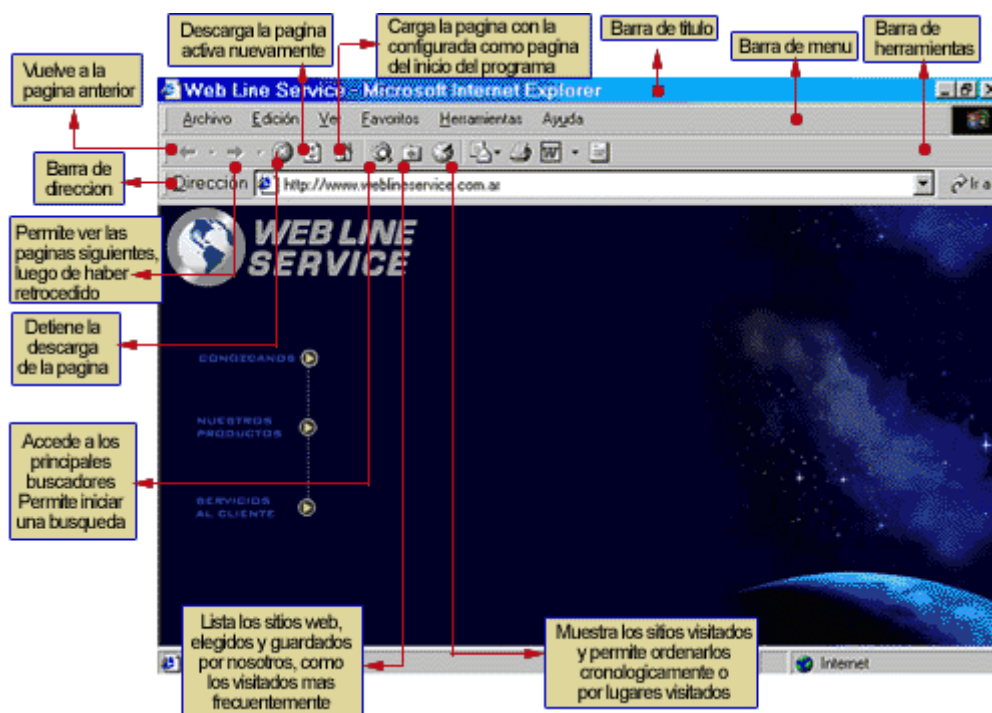 Descarga la pagina
activa nuevamente
Carga la pagina con la
configurada como pagina
del inicio del programa
Barra de titulo
Barra de menu
Barra de
herramientas
Vuelve a la
pagina anterior
Web Line Service - Microsoft Internet Explorer
Archivo Edición Ver Favoritos Herramientas Ayuda
Barra de
direccion
Dirección http://www.weblineservice.com.ar Ir a
WEB LINE
SERVICE
Permite ver las
paginas siguientes,
luego de haber
retrocedido
Detiene la
descarga
de la pagina
CONOZCANOS
NUESTROS
PRODUCTOS
Accede a los
principales
buscadores
Permite iniciar
una busqueda
SERVICIOS
AL CLIENTE
Lista los sitios web,
elegidos y guardados
por nosotros, como
los visitados mas
frecuentemente
Muestra los sitios visitados
y permite ordenarlos
cronologicamente o
por lugares visitados
Internet